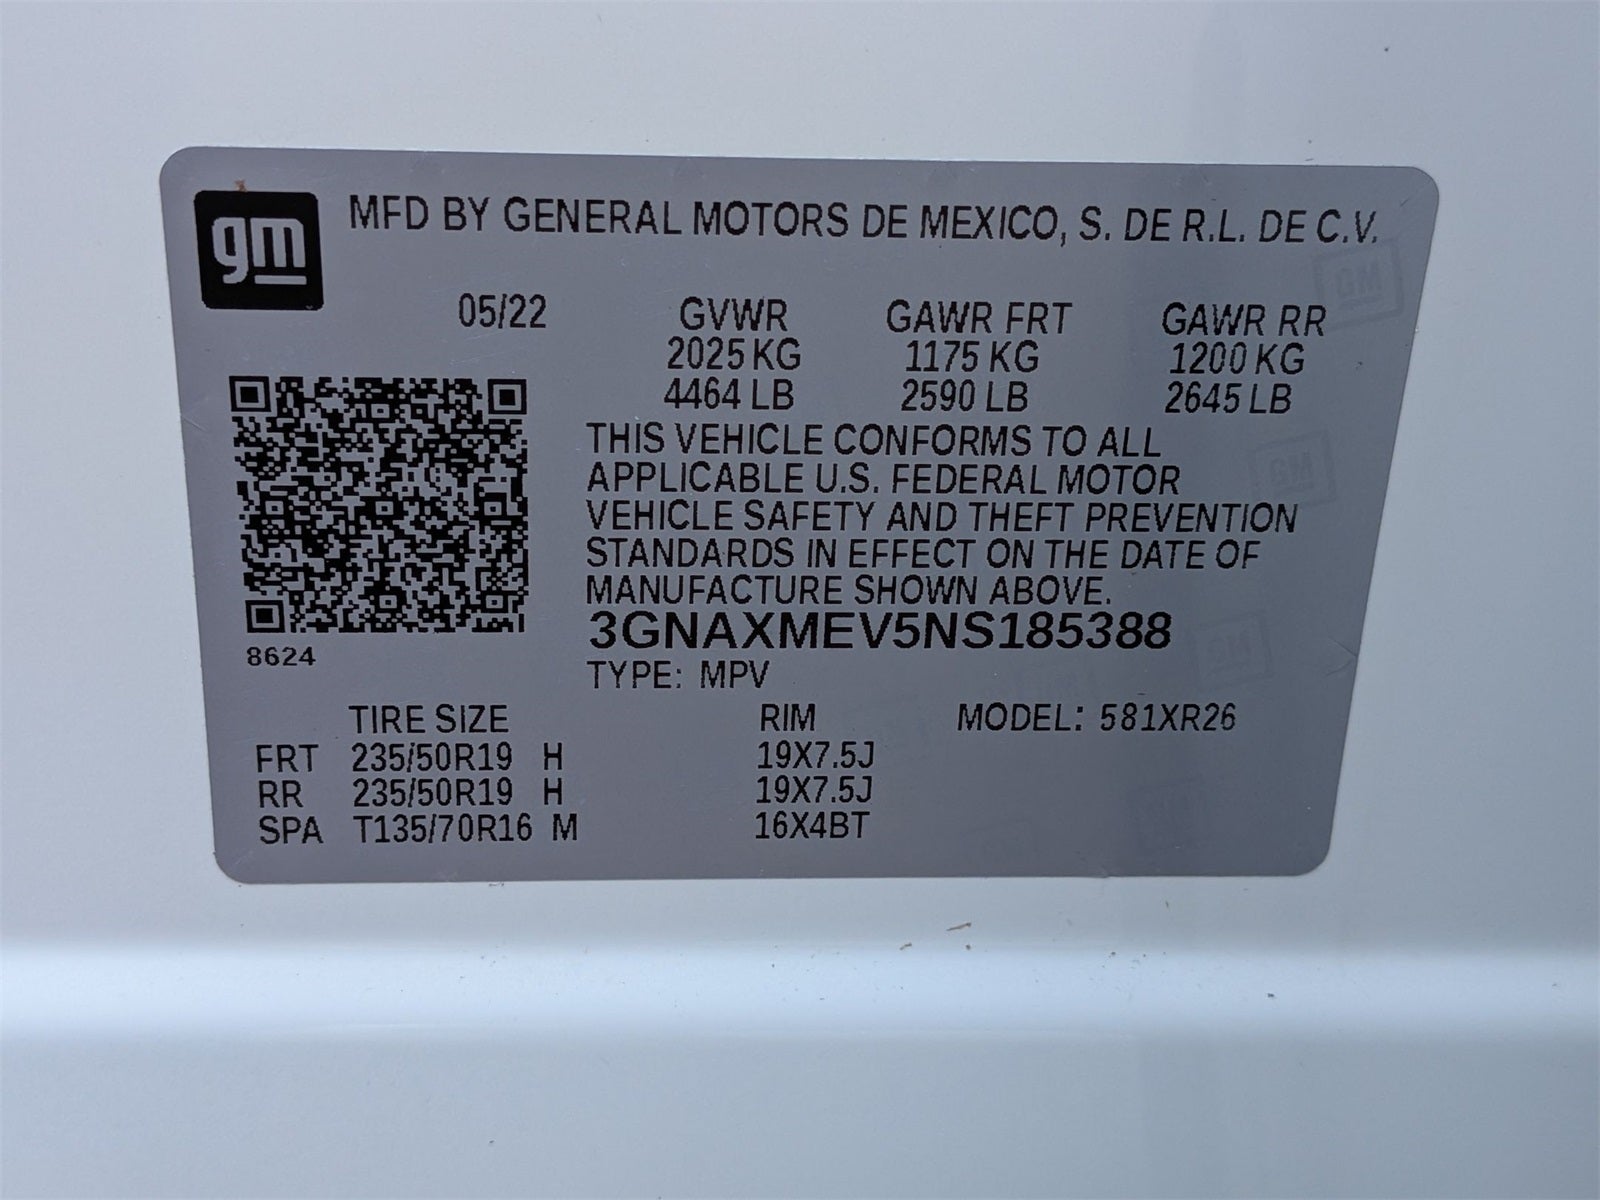 gm
MFD BY GENERAL MOTORS DE MEXICO, S. DE R.L. DE C.V.
05/22 GVWR GAWR FRT GAWR RR
2025 KG 1175 KG 1200 KG
4464 LB 2590 LB 2645 LB
THIS VEHICLE CONFORMS TO ALL
APPLICABLE U.S. FEDERAL MOTOR
VEHICLE SAFETY AND THEFT PREVENTION
STANDARDS IN EFFECT ON THE DATE OF
MANUFACTURE SHOWN ABOVE.
3GNAXMEV5NS185388
8624
TYPE: MPV
TIRE SIZE RIM MODEL: 581XR26
FRT 235/50R19 H 19X7.5J
RR 235/50R19 H 19X7.5J
SPA T135/70R16 M 16X4BT